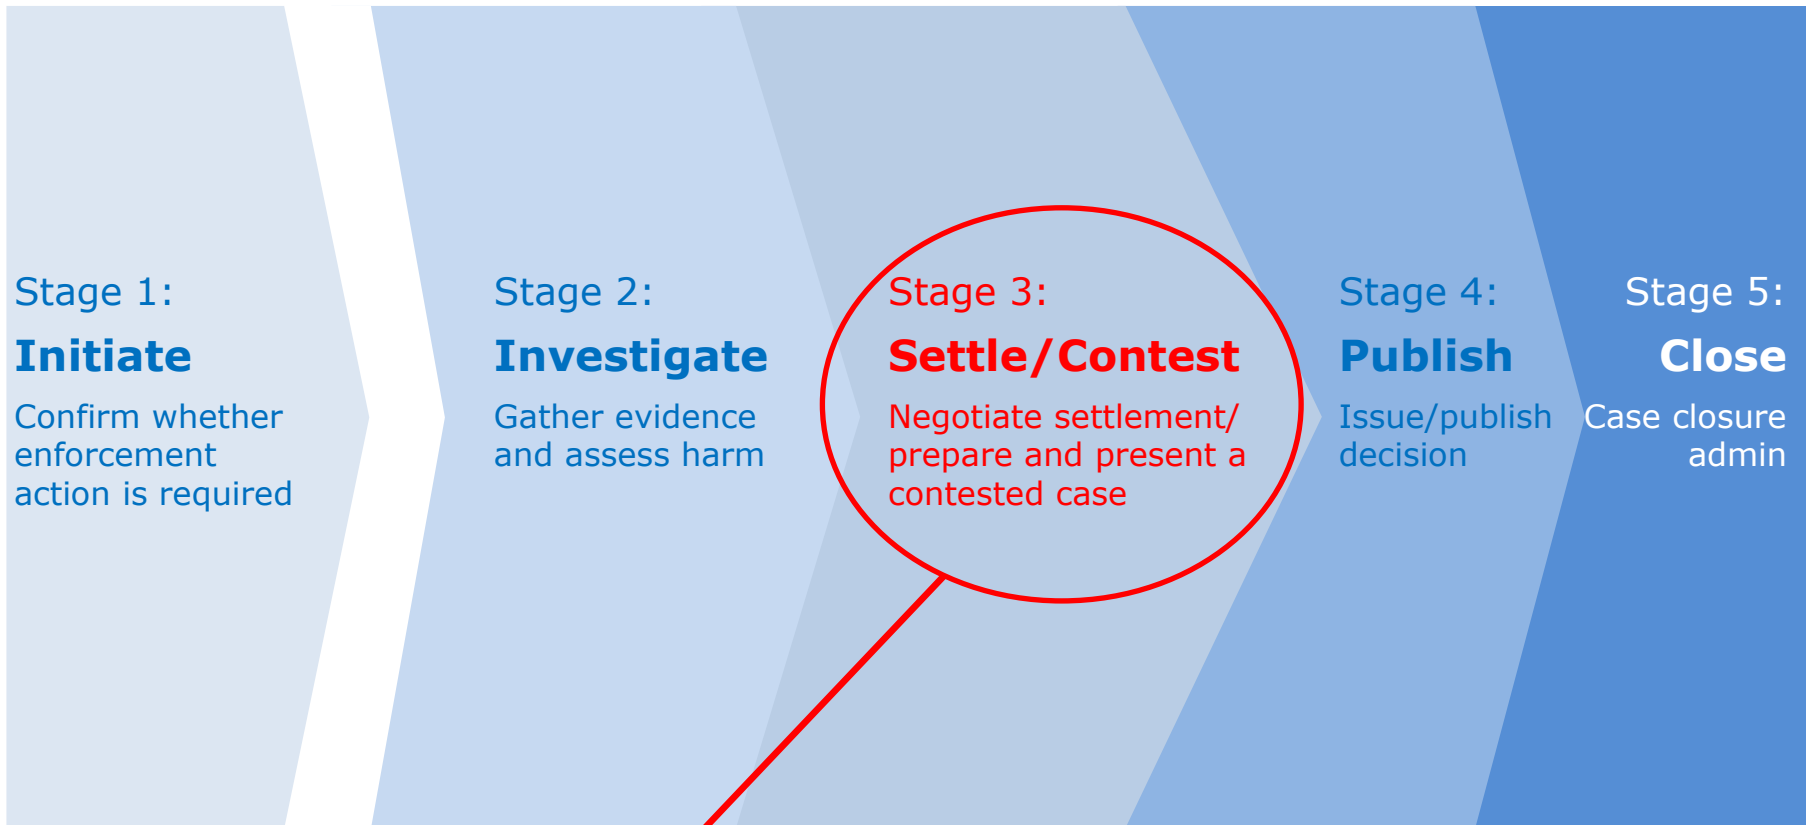 Stage 1:
Initiate
Confirm whether
enforcement
action is required
Stage 2:
Investigate
Gather evidence
and assess harm
Stage 3:
Settle/Contest
Negotiate settlement/
prepare and present a
contested case
Stage 4:
Publish
Issue/publish
decision
Stage 5:
Close
Case closure
admin